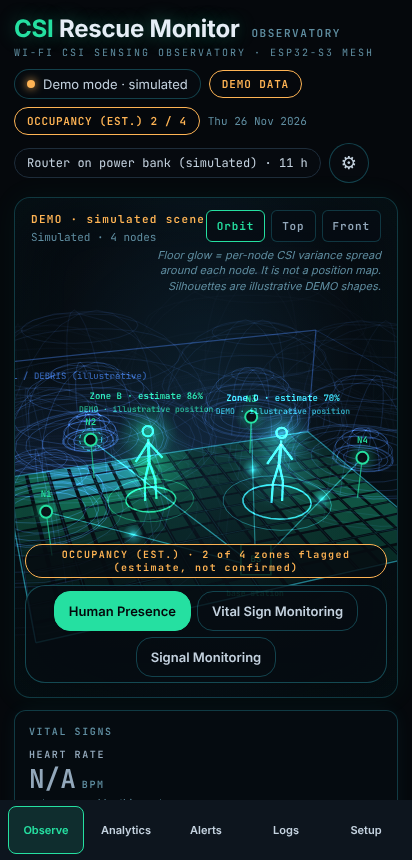 CSI Rescue Monitor OBSERVATORY
WI-FI CSI SENSING OBSERVATORY · ESP32-S3 MESH
Demo mode · simulated
DEMO DATA
OCCUPANCY (EST.) 2 / 4
Thu 26 Nov 2026
Router on power bank (simulated) · 11 h
DEMO · simulated scene
Simulated · 4 nodes
Orbit
Top
Front
Floor glow = per-node CSI variance spread
around each node. It is not a position map.
Silhouettes are illustrative DEMO shapes.
/ DEBRIS (illustrative)
Zone B · estimate 86%
DEMO · illustrative position
Zone D · estimate 70%
DEMO · illustrative position
N2
N3
N4
N1
OCCUPANCY (EST.) · 2 of 4 zones flagged
(estimate, not confirmed)
Human Presence
Vital Sign Monitoring
Signal Monitoring
VITAL SIGNS
HEART RATE
N/A BPM
Observe
Analytics
Alerts
Logs
Setup